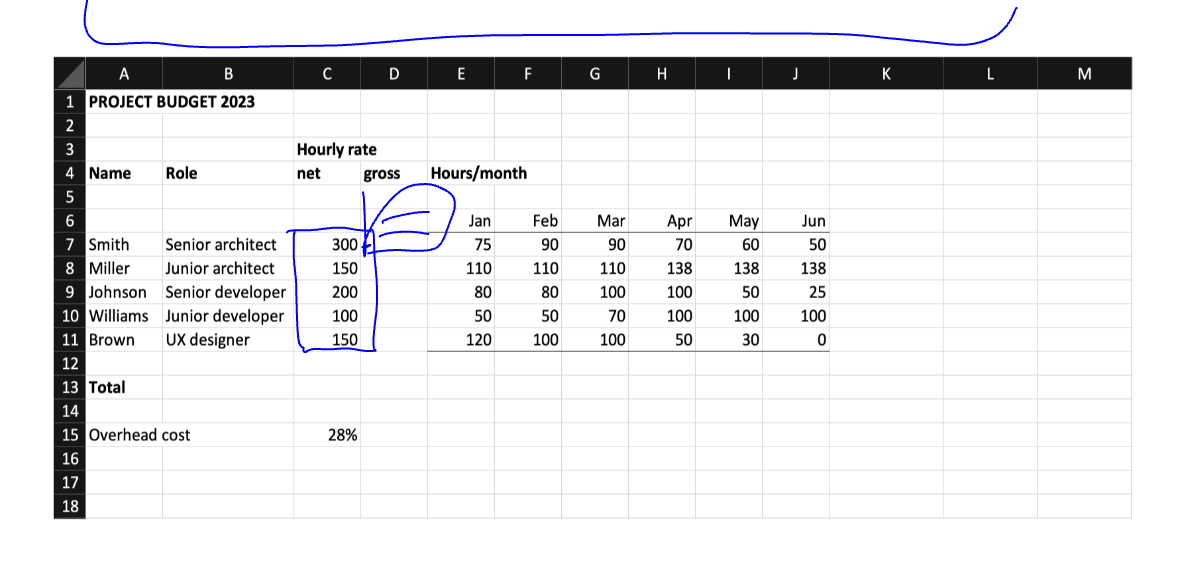 A B C D E F G H I J K L M
1 PROJECT BUDGET 2023
2
3 Hourly rate
4 Name Role net gross Hours/month
5
6 Jan Feb Mar Apr May Jun
7 Smith Senior architect 300 75 90 90 70 60 50
8 Miller Junior architect 150 110 110 110 138 138 138
9 Johnson Senior developer 200 80 80 100 100 50 25
10 Williams Junior developer 100 50 50 70 100 100 100
11 Brown UX designer 150 120 100 100 50 30 0
12
13 Total
14
15 Overhead cost 28%
16
17
18